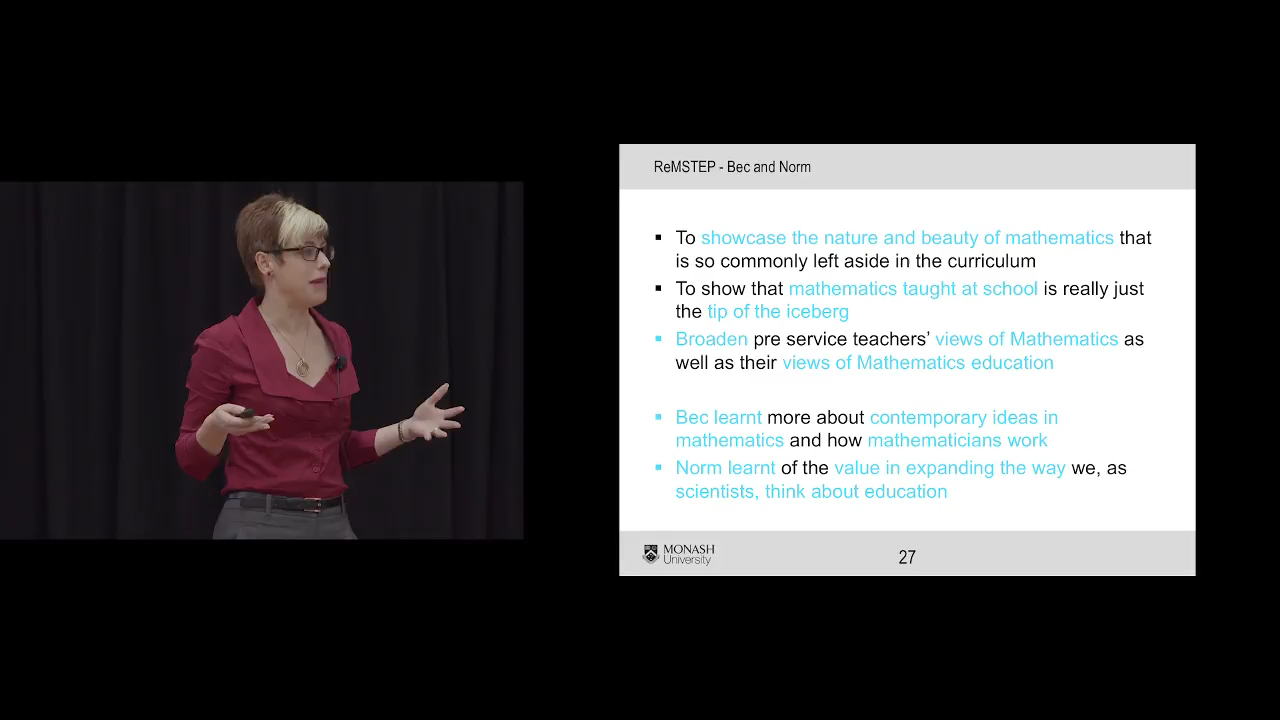 ReMSTEP - Bec and Norm
▪ To showcase the nature and beauty of mathematics that
is so commonly left aside in the curriculum
▪ To show that mathematics taught at school is really just
the tip of the iceberg
▪ Broaden pre service teachers’ views of Mathematics as
well as their views of Mathematics education
▪ Bec learnt more about contemporary ideas in
mathematics and how mathematicians work
▪ Norm learnt of the value in expanding the way we, as
scientists, think about education
MONASH
University
27